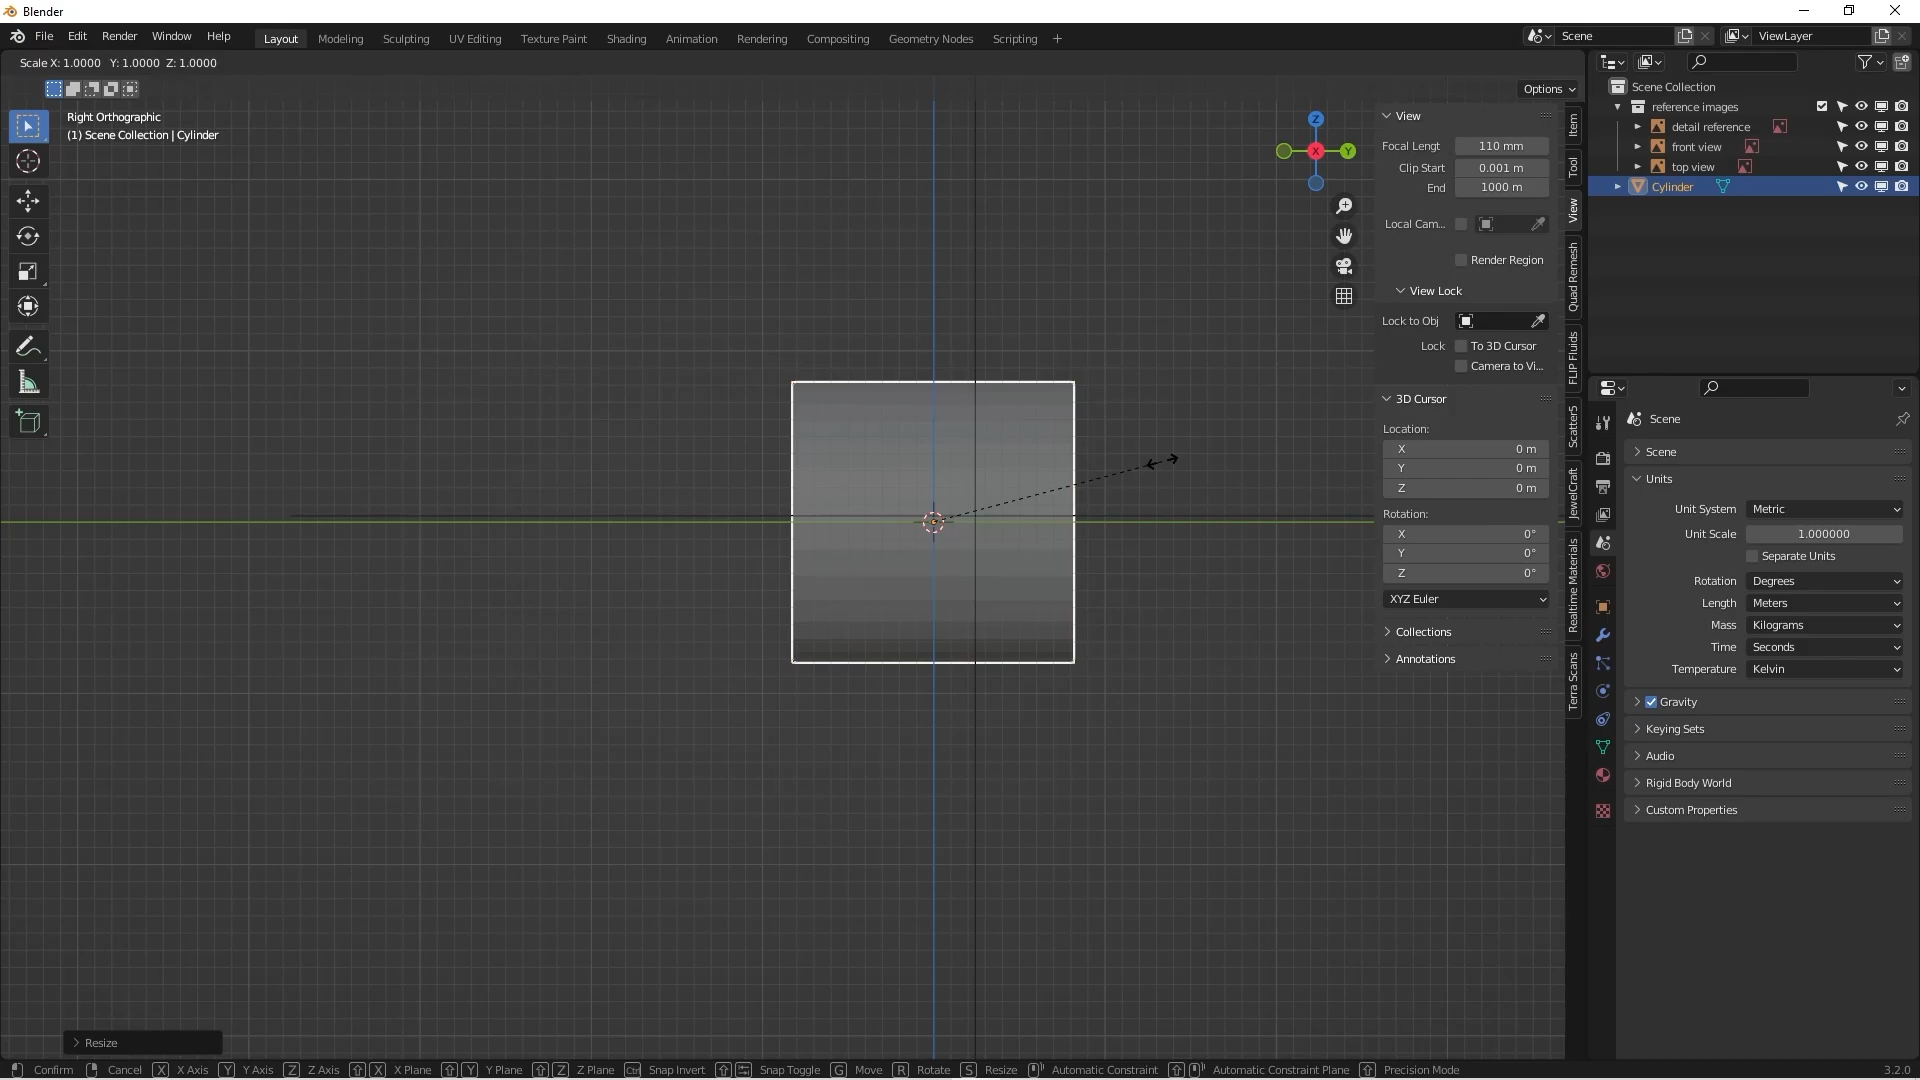 Blender
File Edit Render Window Help Layout Modeling Sculpting UV Editing Texture Paint Shading Animation Rendering Compositing Geometry Nodes Scripting + Scene ViewLayer
Scale X: 1.0000 Y: 1.0000 Z: 1.0000
Options
Right Orthographic
(1) Scene Collection | Cylinder
Z
X
Y
View
Focal Lengt 110 mm
Clip Start 0.001 m
End 1000 m
Local Cam...
Render Region
View Lock
Lock to Obj
Lock To 3D Cursor
Camera to Vi...
3D Cursor
Location:
X 0 m
Y 0 m
Z 0 m
Rotation:
X 0°
Y 0°
Z 0°
XYZ Euler
Collections
Annotations
Item
Tool
View
Quad Remesh
FLIP Fluids
Scatter5
JewelCraft
Realtime Materials
Terra Scans
Scene Collection
reference images
detail reference
front view
top view
Cylinder
Scene
Scene
Units
Unit System Metric
Unit Scale 1.000000
Separate Units
Rotation Degrees
Length Meters
Mass Kilograms
Time Seconds
Temperature Kelvin
Gravity
Keying Sets
Audio
Rigid Body World
Custom Properties
Resize
Confirm Cancel X X Axis Y Y Axis Z Z Axis X X Plane Y Y Plane Z Z Plane Ctrl Snap Invert Snap Toggle G Move R Rotate S Resize Automatic Constraint Automatic Constraint Plane Precision Mode 3.2.0